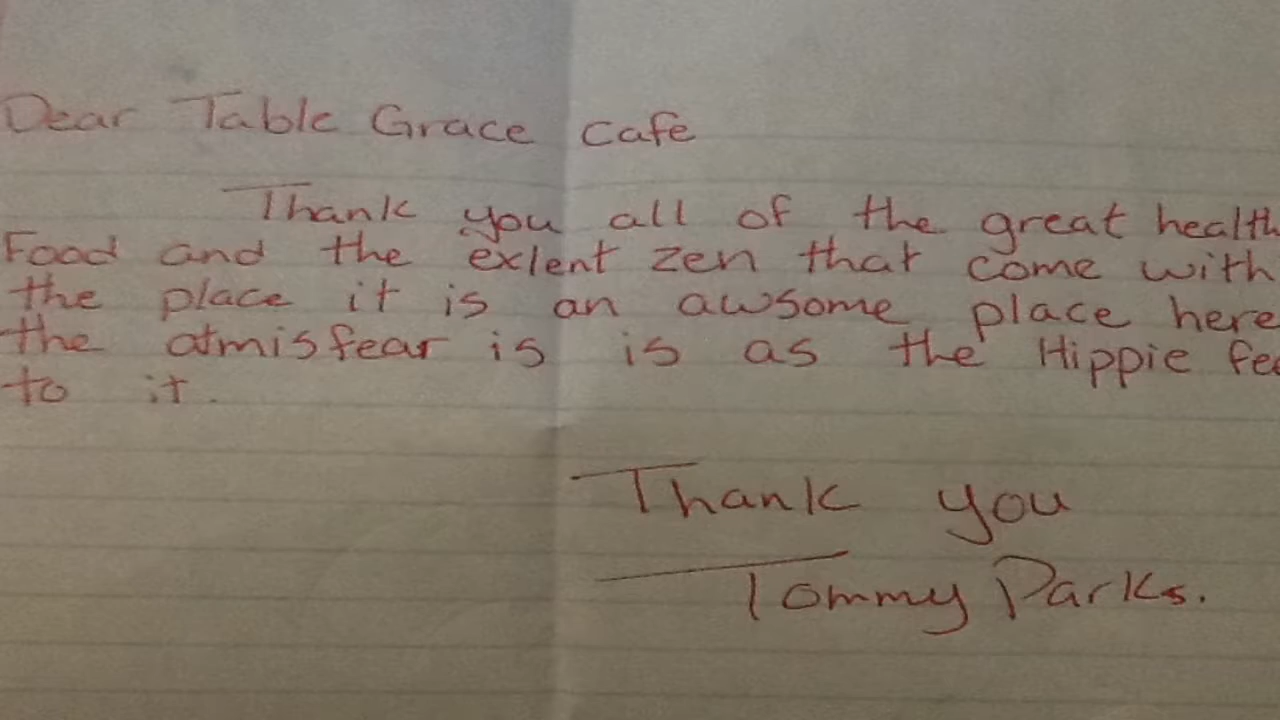 Dear Table Grace cafe
Thank you all of the great health
Food and the exlent zen that come with
the place it is an awsome place here
the atmisfear is is as the Hippie fee
to it.
Thank you
Tommy Parks.